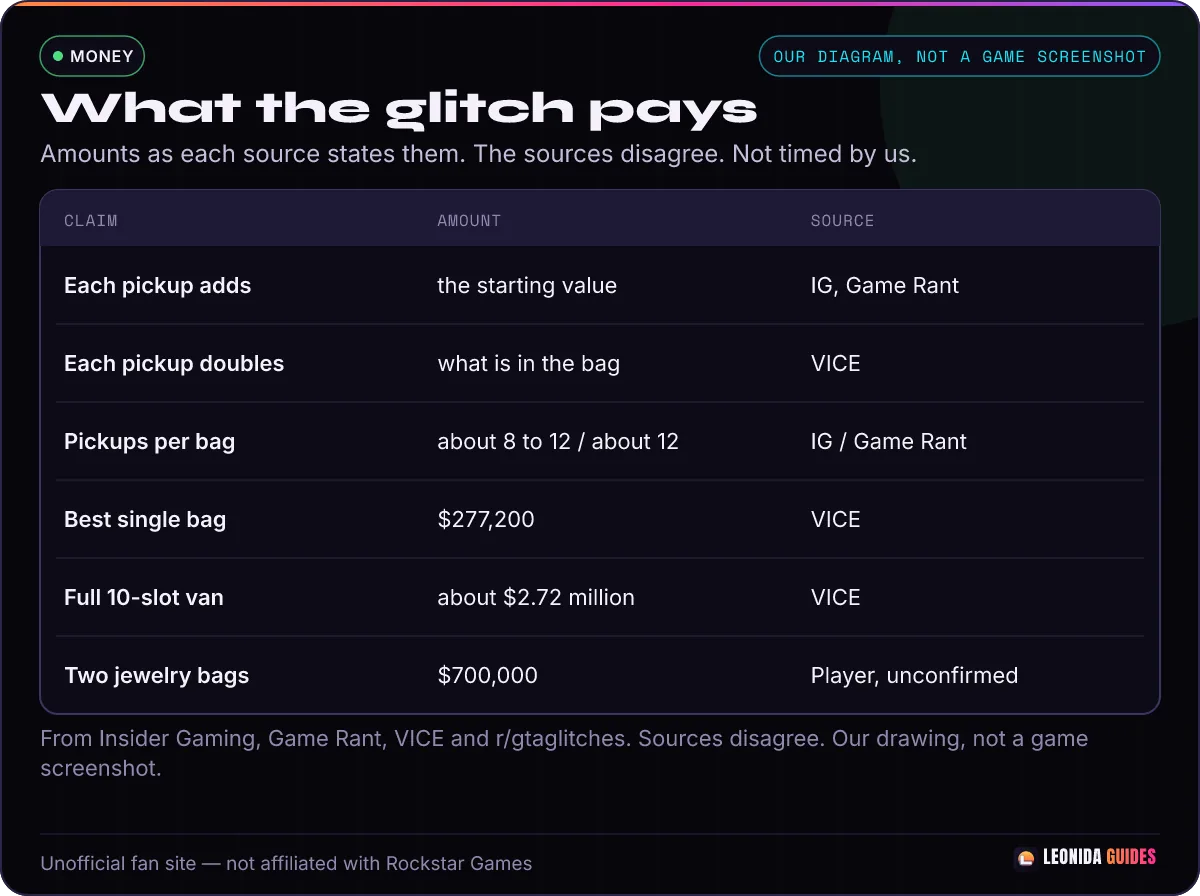 MONEY
OUR DIAGRAM, NOT A GAME SCREENSHOT
What the glitch pays
Amounts as each source states them. The sources disagree. Not timed by us.
CLAIM AMOUNT SOURCE
Each pickup adds the starting value IG, Game Rant
Each pickup doubles what is in the bag VICE
Pickups per bag about 8 to 12 / about 12 IG / Game Rant
Best single bag $277,200 VICE
Full 10-slot van about $2.72 million VICE
Two jewelry bags $700,000 Player, unconfirmed
From Insider Gaming, Game Rant, VICE and r/gtaglitches. Sources disagree. Our drawing, not a game
screenshot.
Unofficial fan site — not affiliated with Rockstar Games
LEONIDA GUIDES